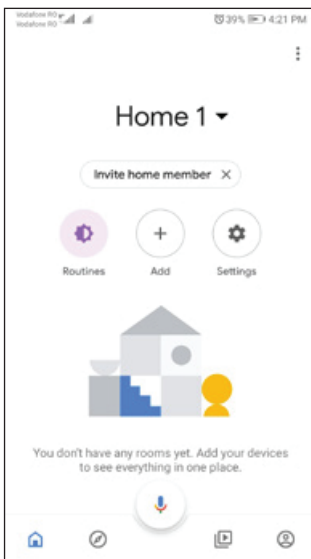 Vodafone RO
Vodafone RO
39% 4:21 PM
Home 1
Invite home member
Routines Add Settings
You don't have any rooms yet. Add your devices
to see everything in one place.